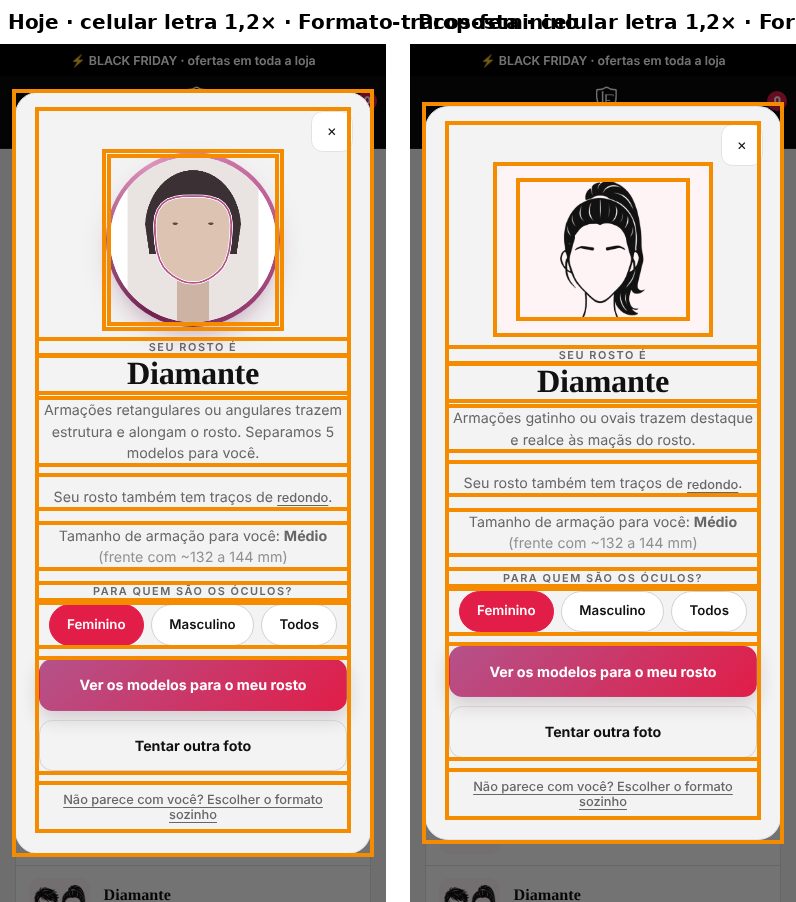 Hoje · celular letra 1,2× · Formato-
Proposta · celular letra 1,2× · For
⚡ BLACK FRIDAY · ofertas em toda a loja
×
SEU ROSTO É
Diamante
Armações retangulares ou angulares trazem
estrutura e alongam o rosto. Separamos 5
modelos para você.
Seu rosto também tem traços de redondo.
Tamanho de armação para você: Médio
(frente com ~132 a 144 mm)
PARA QUEM SÃO OS ÓCULOS?
Feminino Masculino Todos
Ver os modelos para o meu rosto
Tentar outra foto
Não parece com você? Escolher o formato
sozinho
Diamante
⚡ BLACK FRIDAY · ofertas em toda a loja
×
SEU ROSTO É
Diamante
Armações gatinho ou ovais trazem destaque
e realce às maçãs do rosto.
Seu rosto também tem traços de redondo.
Tamanho de armação para você: Médio
(frente com ~132 a 144 mm)
PARA QUEM SÃO OS ÓCULOS?
Feminino Masculino Todos
Ver os modelos para o meu rosto
Tentar outra foto
Não parece com você? Escolher o formato
sozinho
Diamante